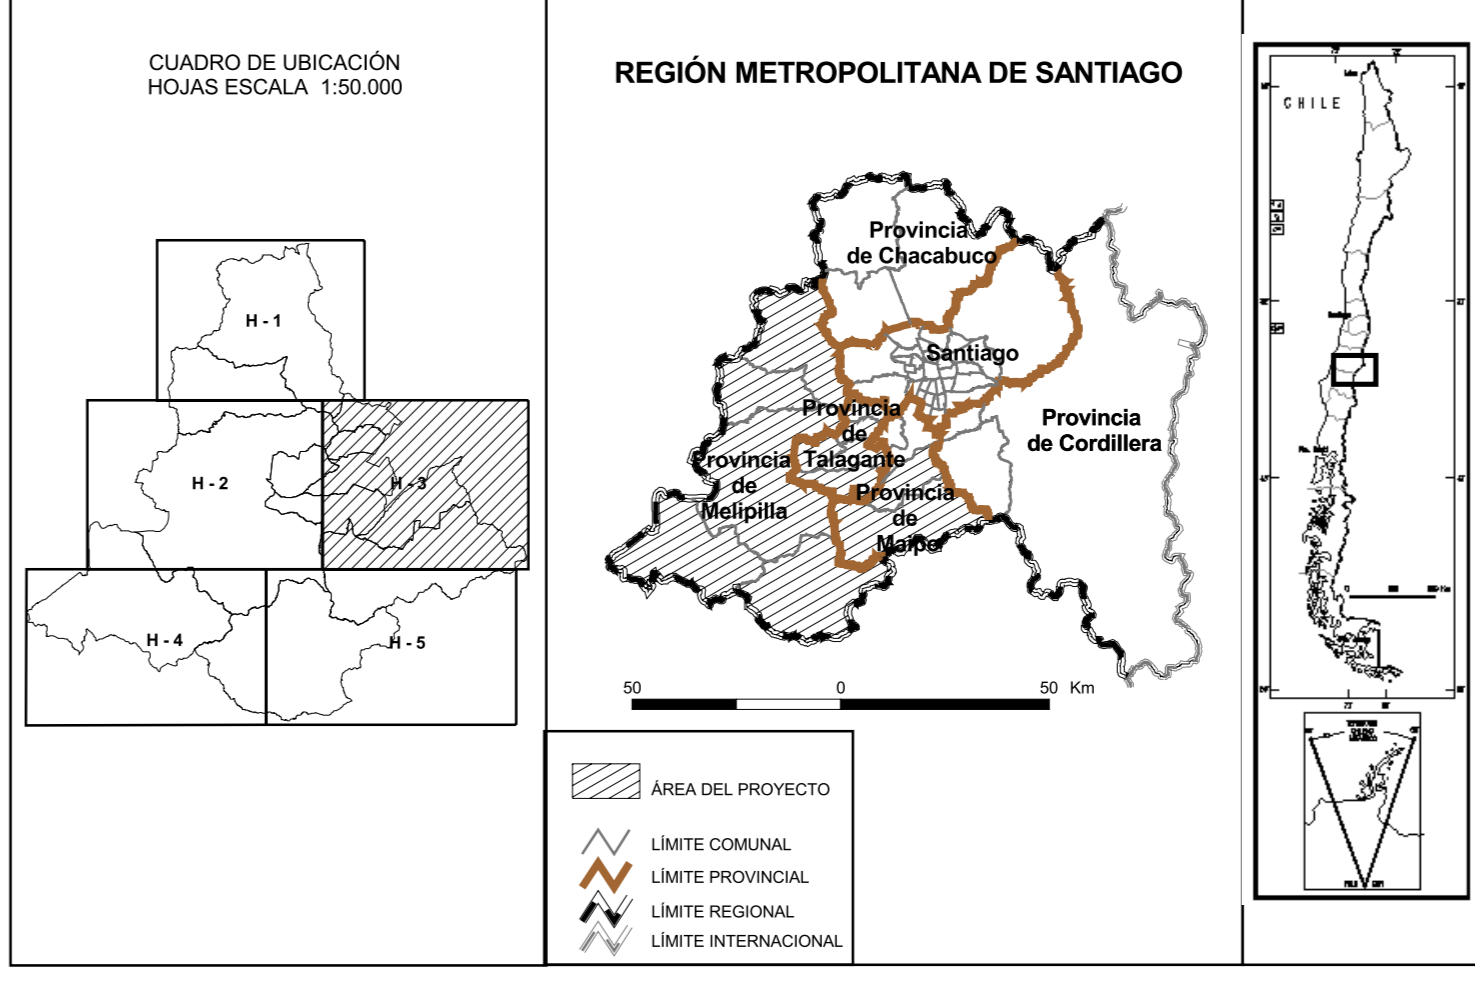 CUADRO DE UBICACIÓN
HOJAS ESCALA 1:50.000
H - 1
H - 2
H - 3
H - 4
H - 5
REGIÓN METROPOLITANA DE SANTIAGO
Provincia
de Chacabuco
Santiago
Provincia
de Cordillera
Provincia
de
Talagante
Provincia
de
Melipilla
Provincia
de
Maipo
50 0 50 Km
ÁREA DEL PROYECTO
LÍMITE COMUNAL
LÍMITE PROVINCIAL
LÍMITE REGIONAL
LÍMITE INTERNACIONAL
CHILE